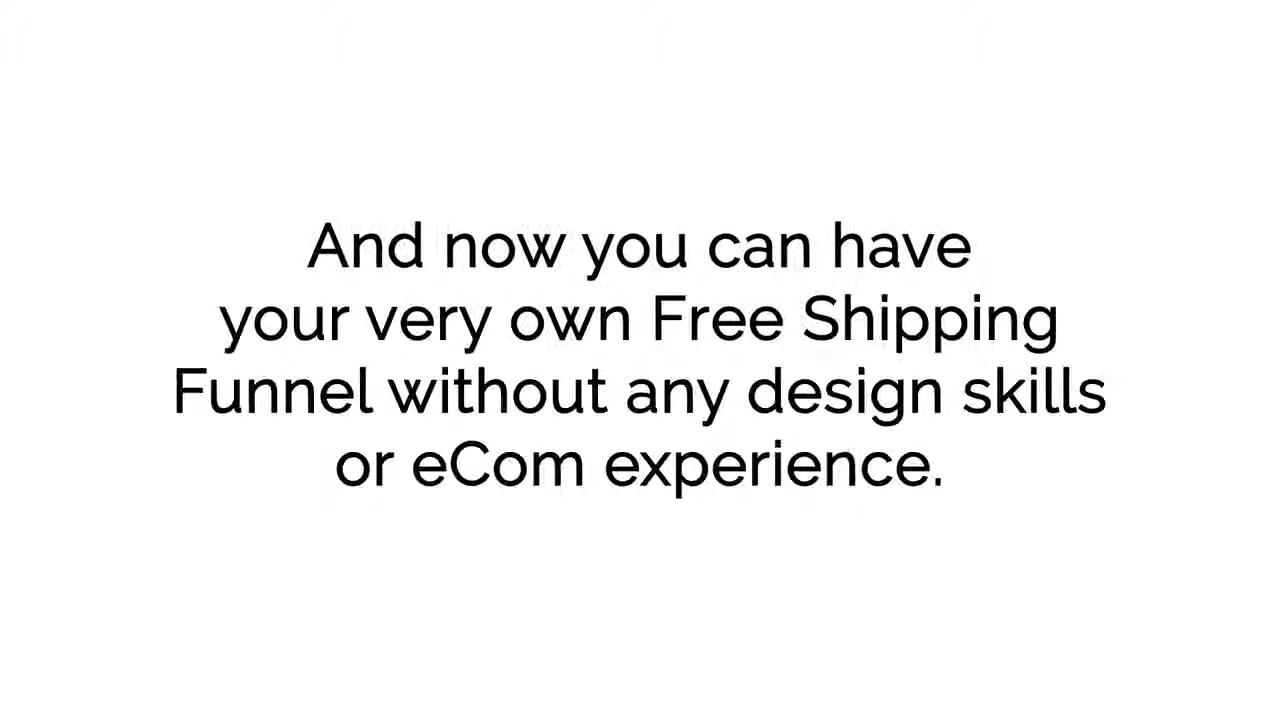 And now you can have
your very own Free Shipping
Funnel without any design skills
or eCom experience.